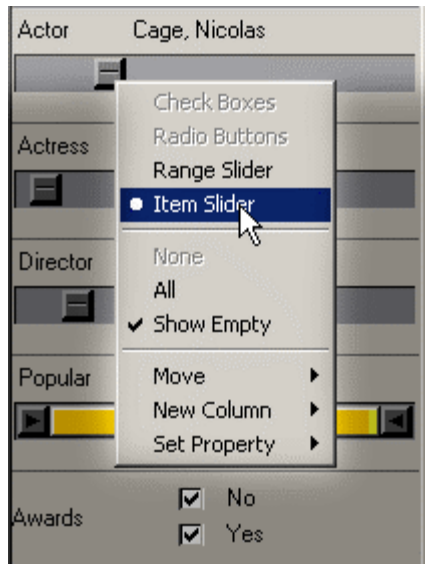 Actor Cage, Nicolas
Check Boxes
Actress Radio Buttons
Range Slider
Item Slider
Director None
All
Show Empty
Popular Move
New Column
Set Property
No
Awards
Yes